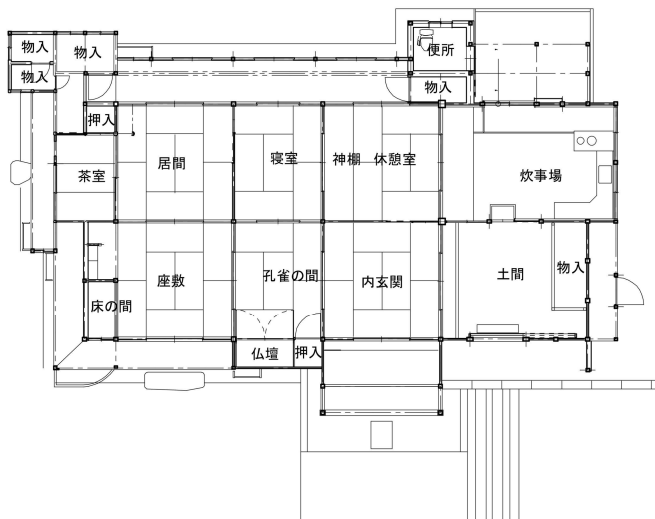 物入
物入
便所
物入
物入
押入
茶室
居間
寝室
神棚 休憩室
炊事場
座敷
孔雀の間
内玄関
土間
物入
床の間
仏壇
押入